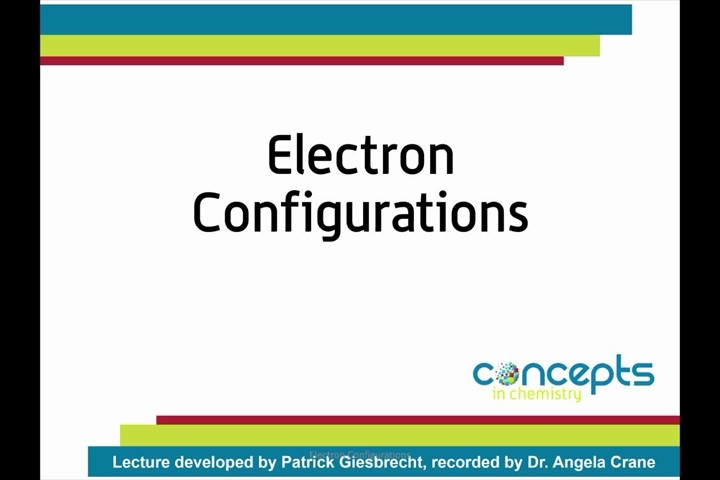 Electron
Configurations
concepts
in chemistry
Electron Configurations
Lecture developed by Patrick Giesbrecht, recorded by Dr. Angela Crane